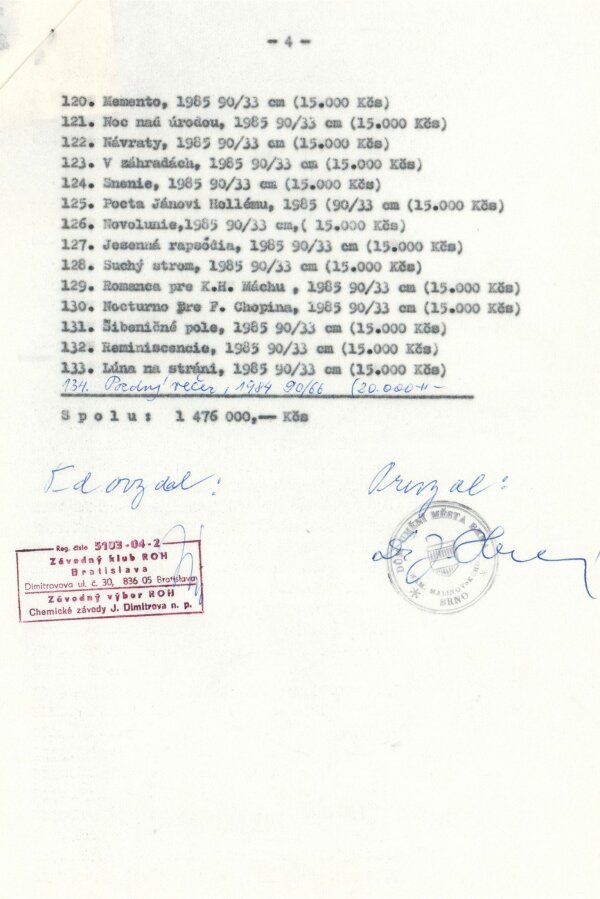 - 4 -
120. Memento, 1985 90/33 cm (15.000 Kčs)
121. Noc nad úrodou, 1985 90/33 cm (15.000 Kčs)
122. Návraty, 1985 90/33 cm (15.000 Kčs)
123. V záhradách, 1985 90/33 cm (15.000 Kčs)
124. Snenie, 1985 90/33 cm (15.000 Kčs)
125. Pocta Jánovi Hollému, 1985 (90/33 cm (15.000 Kčs)
126. Novolunie,1985 90/33 cm,( 15.000 Kčs)
127. Jesenná rapsódia, 1985 90/33 cm (15.000 Kčs)
128. Suchý strom, 1985 90/33 cm (15.000 Kčs)
129. Romanca pre K.H. Máchu , 1985 90/33 cm (15.000 Kčs)
130. Nocturno pre F. Chopina, 1985 90/33 cm (15.000 Kčs)
131. Šibeničné pole, 1985 90/33 cm (15.000 Kčs)
132. Reminiscencie, 1985 90/33 cm (15.000 Kčs)
133. Lúna na stráni, 1985 90/33 cm (15.000 Kčs)
134. Pozdný večer, 1984 90/66 (20.000.-
S p o l u : 1 476 000,-- Kčs
Odovzdal :
Prevzal :
Reg. číslo 5103-04-2
Závodný klub ROH
Bratislava
Dimitrovova ul. č. 30, 836 05 Bratislava
Závodný výbor ROH
Chemické závody J. Dimitrova n. p.
MĚSTA
BRNO